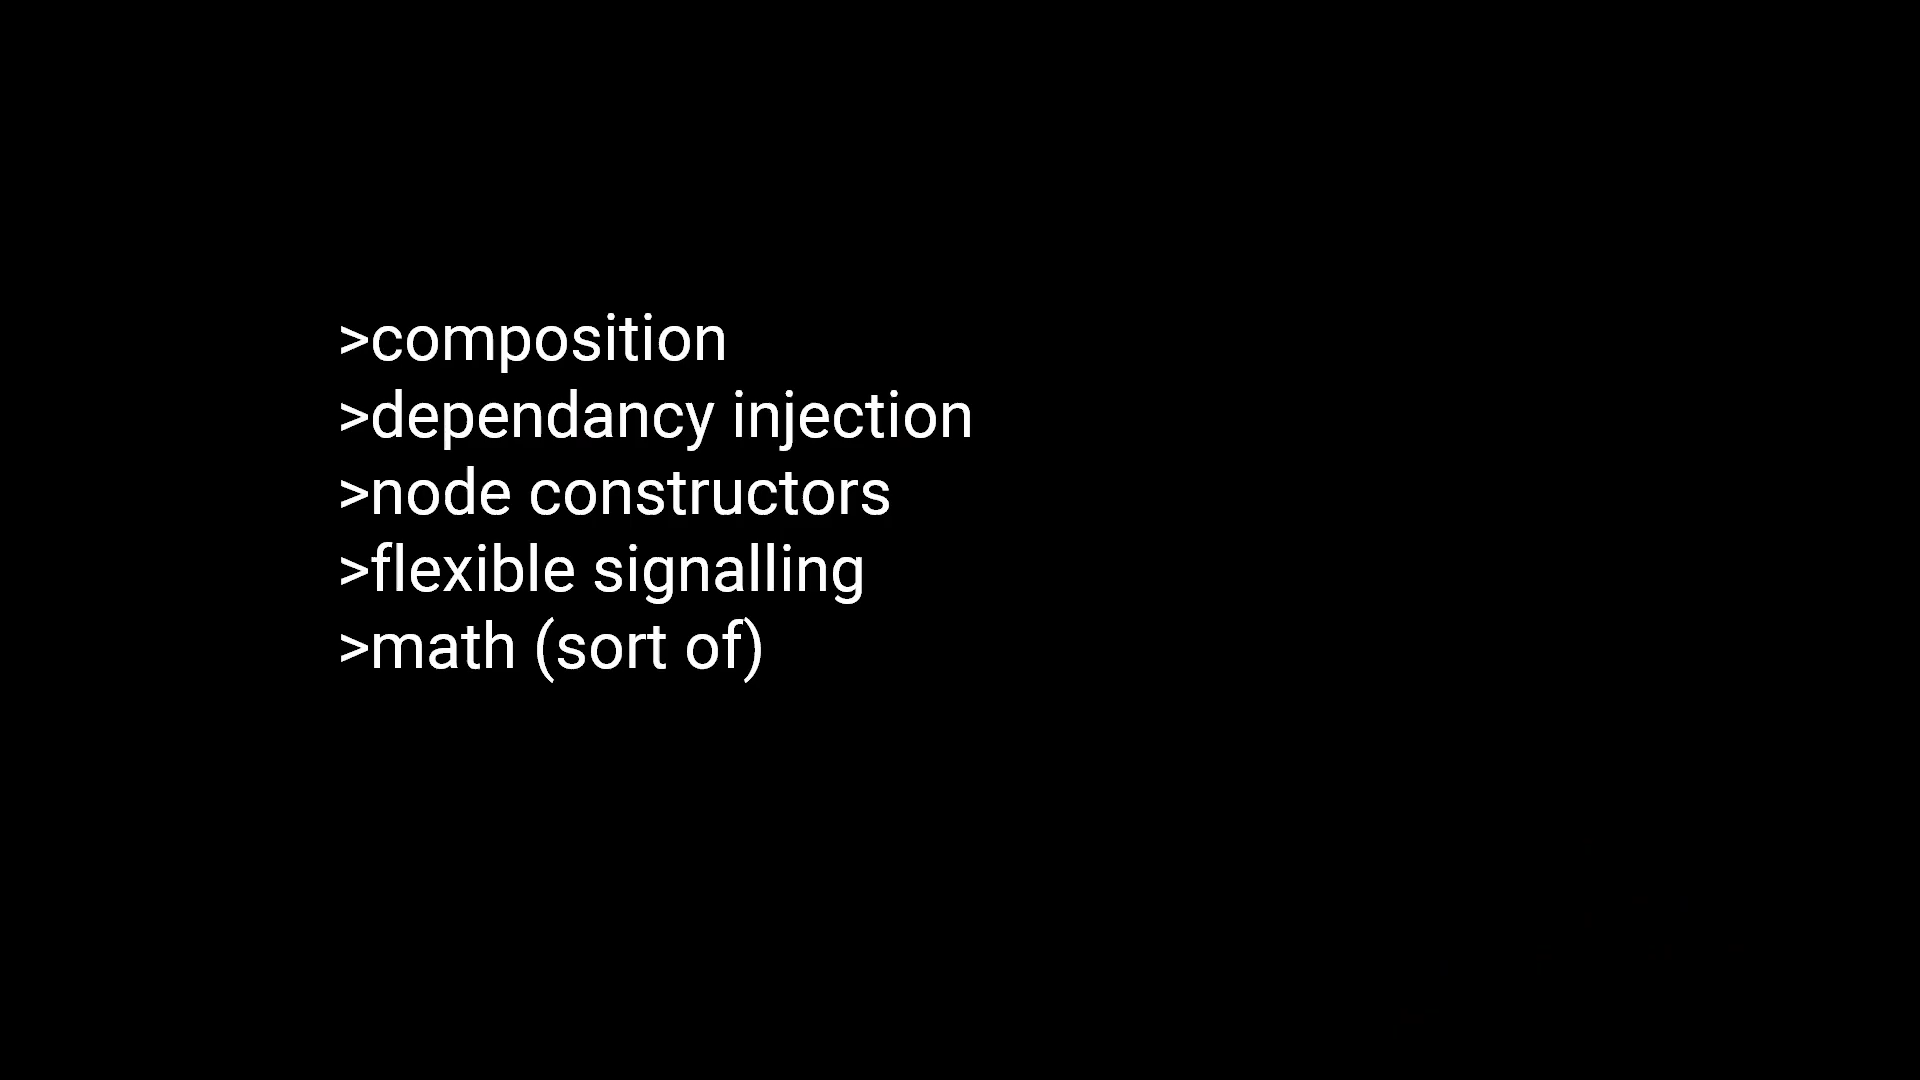 >composition
>dependancy injection
>node constructors
>flexible signalling
>math (sort of)